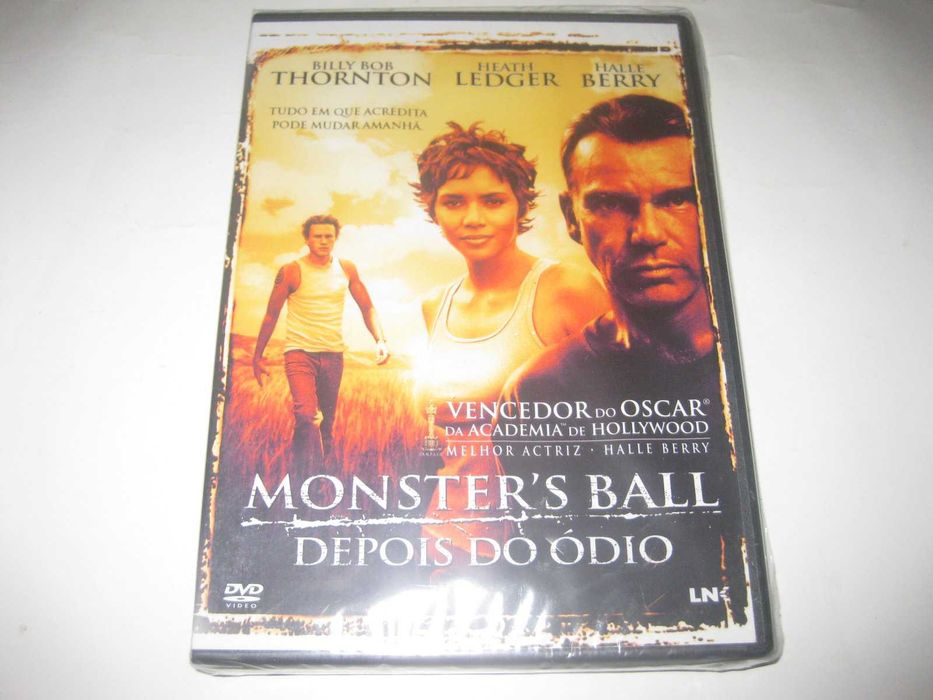 BILLY BOB THORNTON
HEATH LEDGER
HALLE BERRY
TUDO EM QUE ACREDITA
PODE MUDAR AMANHÃ
VENCEDOR DO OSCAR®
DA ACADEMIA™ DE HOLLYWOOD
MELHOR ACTRIZ · HALLE BERRY
MONSTER'S BALL
DEPOIS DO ÓDIO
DVD
VIDEO
LN